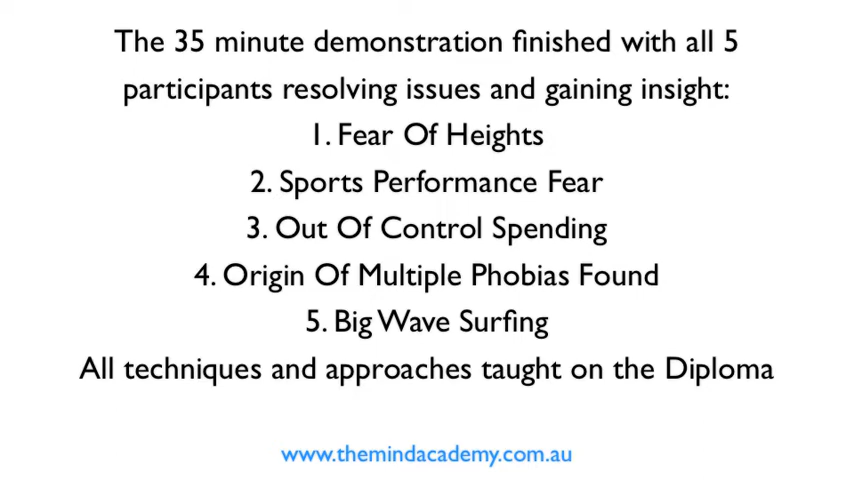 The 35 minute demonstration finished with all 5
participants resolving issues and gaining insight:
1. Fear Of Heights
2. Sports Performance Fear
3. Out Of Control Spending
4. Origin Of Multiple Phobias Found
5. Big Wave Surfing
All techniques and approaches taught on the Diploma
www.themindacademy.com.au